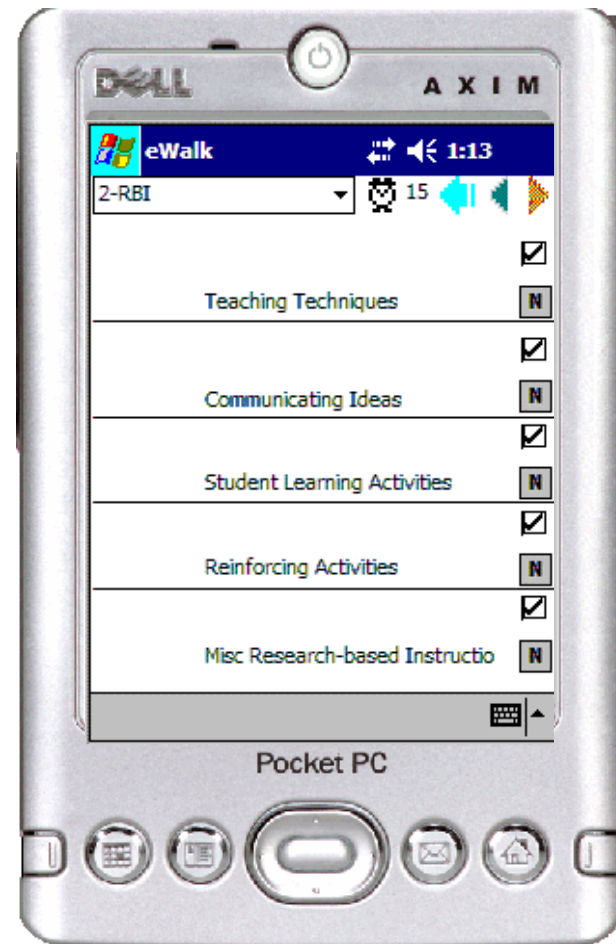 DELL
AXIM
eWalk 1:13
2-RBI 15
Teaching Techniques N
Communicating Ideas N
Student Learning Activities N
Reinforcing Activities N
Misc Research-based Instructio N
Pocket PC